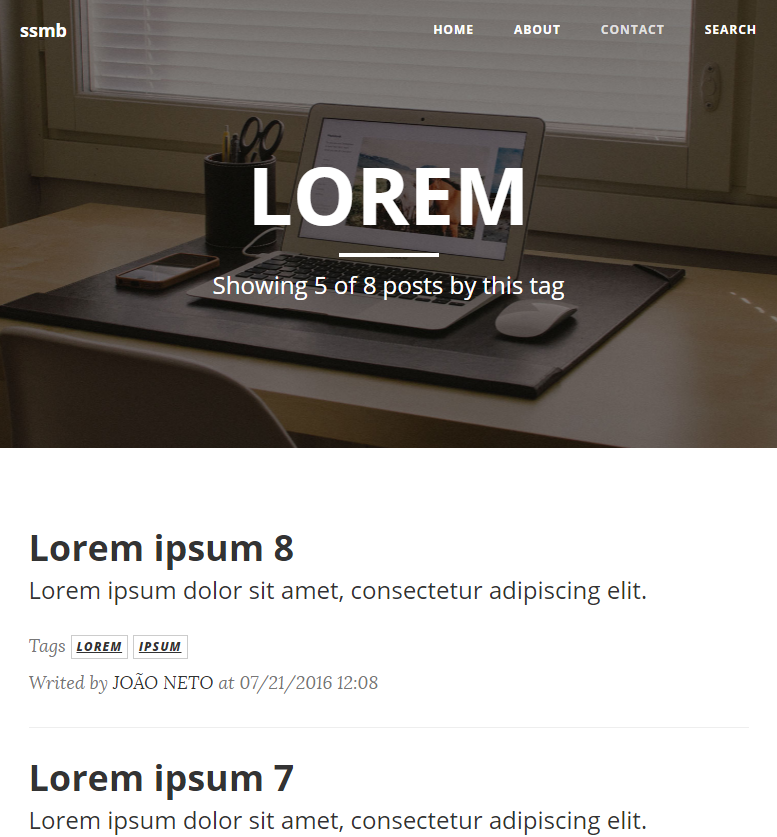 ssmb
HOME ABOUT CONTACT SEARCH
LOREM
Showing 5 of 8 posts by this tag
Lorem ipsum 8
Lorem ipsum dolor sit amet, consectetur adipiscing elit.
Tags LOREM IPSUM
Writed by JOÃO NETO at 07/21/2016 12:08
Lorem ipsum 7
Lorem ipsum dolor sit amet, consectetur adipiscing elit.